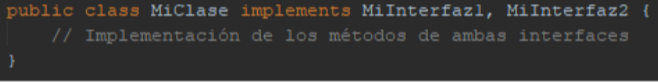 public class MiClase implements MiInterfaz1, MiInterfaz2 {
// Implementación de los métodos de ambas interfaces
}